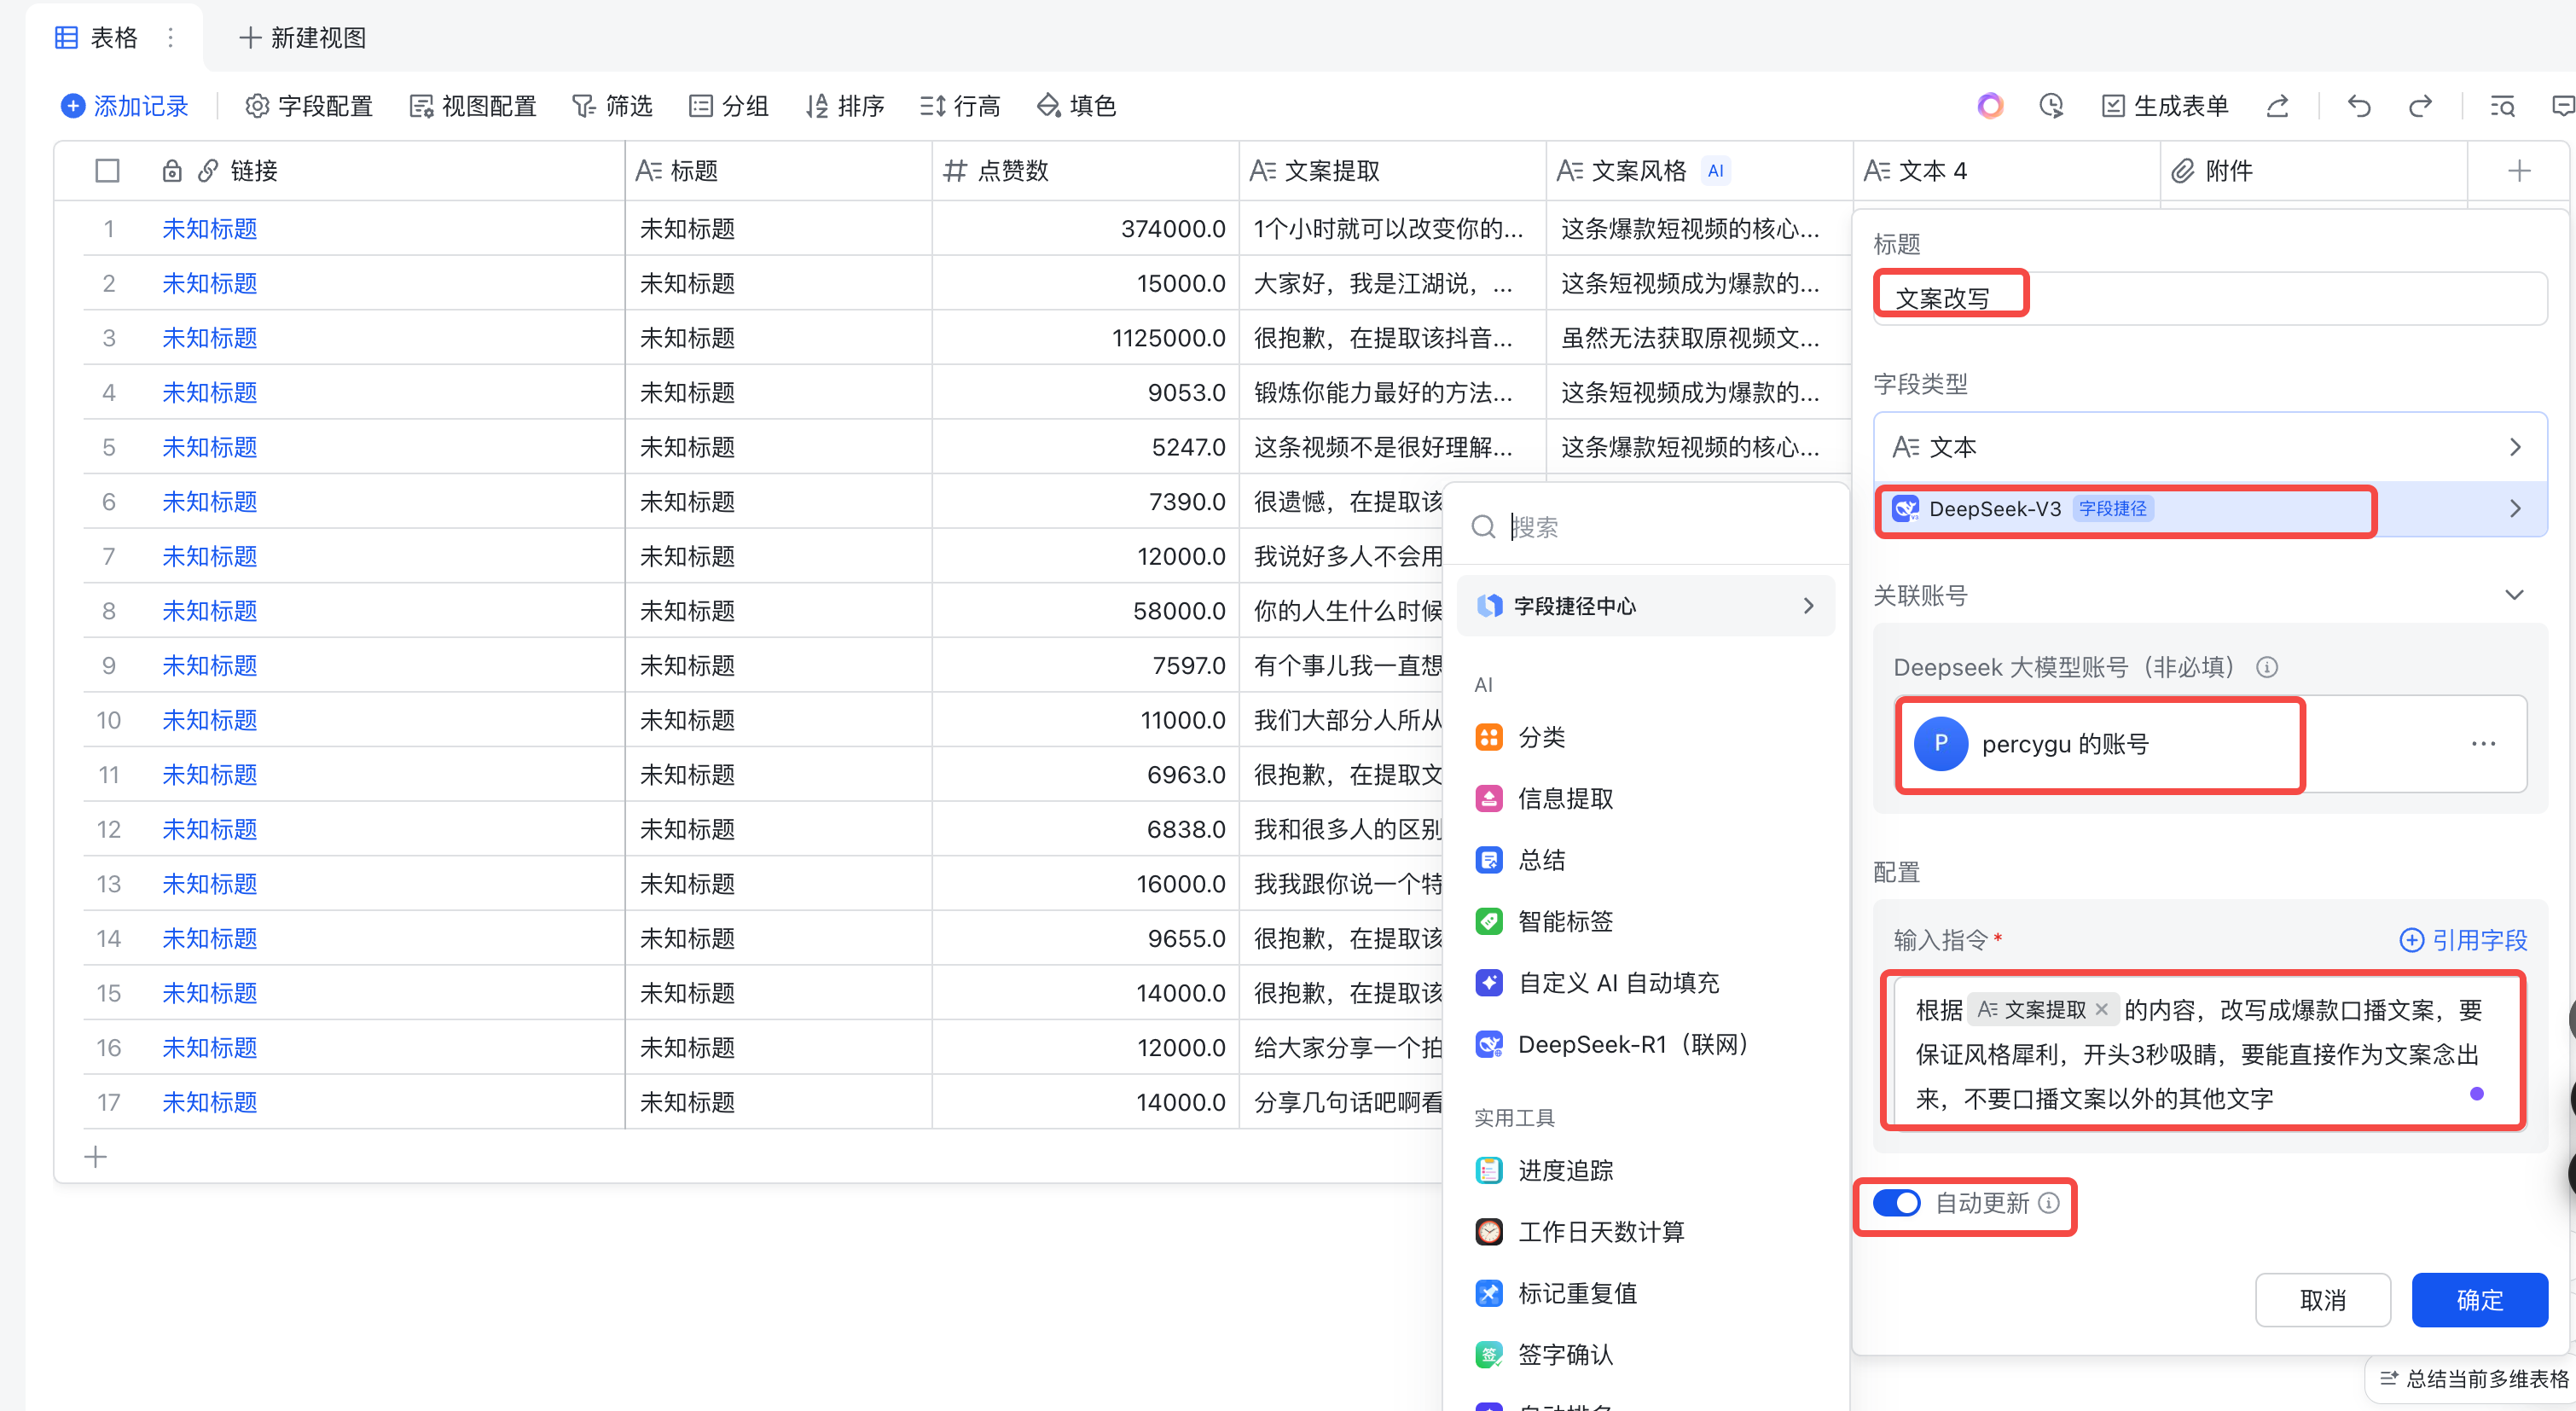 表格
新建视图
添加记录 字段配置 视图配置 筛选 分组 排序 行高 填色 生成表单
链接 标题 点赞数 文案提取 文案风格 AI 文本 4 附件
1 未知标题 未知标题 374000.0 1个小时就可以改变你的... 这条爆款短视频的核心...
2 未知标题 未知标题 15000.0 大家好，我是江湖说，... 这条短视频成为爆款的...
3 未知标题 未知标题 1125000.0 很抱歉，在提取该抖音... 虽然无法获取原视频文...
4 未知标题 未知标题 9053.0 锻炼你能力最好的方法... 这条短视频成为爆款的...
5 未知标题 未知标题 5247.0 这条视频不是很好理解... 这条爆款短视频的核心...
6 未知标题 未知标题 7390.0 很遗憾，在提取该
7 未知标题 未知标题 12000.0 我说好多人不会用
8 未知标题 未知标题 58000.0 你的人生什么时候
9 未知标题 未知标题 7597.0 有个事儿我一直想
10 未知标题 未知标题 11000.0 我们大部分人所从
11 未知标题 未知标题 6963.0 很抱歉，在提取文
12 未知标题 未知标题 6838.0 我和很多人的区别
13 未知标题 未知标题 16000.0 我我跟你说一个特
14 未知标题 未知标题 9655.0 很抱歉，在提取该
15 未知标题 未知标题 14000.0 很抱歉，在提取该
16 未知标题 未知标题 12000.0 给大家分享一个拍
17 未知标题 未知标题 14000.0 分享几句话吧啊看
搜索
字段捷径中心
AI
分类
信息提取
总结
智能标签
自定义 AI 自动填充
DeepSeek-R1（联网）
实用工具
进度追踪
工作日天数计算
标记重复值
签 签字确认
标题
文案改写
字段类型
文本
DeepSeek-V3 字段捷径
关联账号
Deepseek 大模型账号（非必填）
P percygu 的账号
配置
输入指令* 引用字段
根据 文案提取 的内容，改写成爆款口播文案，要
保证风格犀利，开头3秒吸睛，要能直接作为文案念出
来，不要口播文案以外的其他文字
自动更新
取消 确定
总结当前多维表格